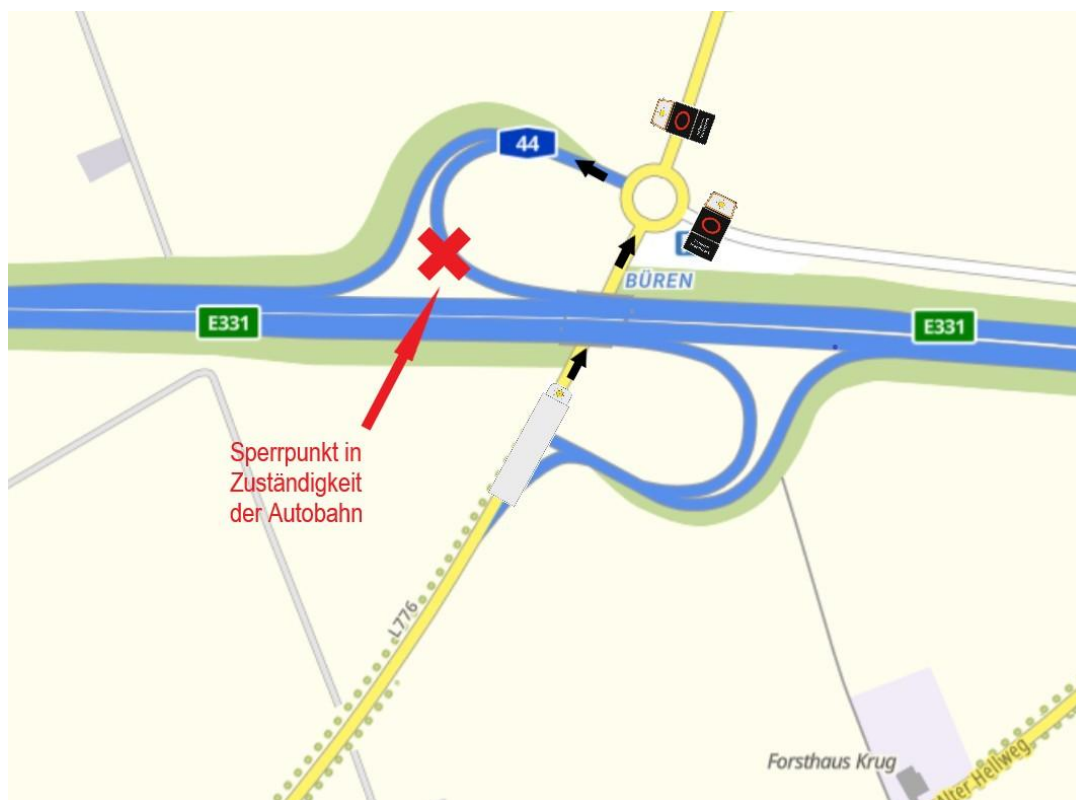 44
BÜREN
E331
E331
Sperrpunkt in
Zuständigkeit
der Autobahn
L776
Forsthaus Krug
Alter Hellweg